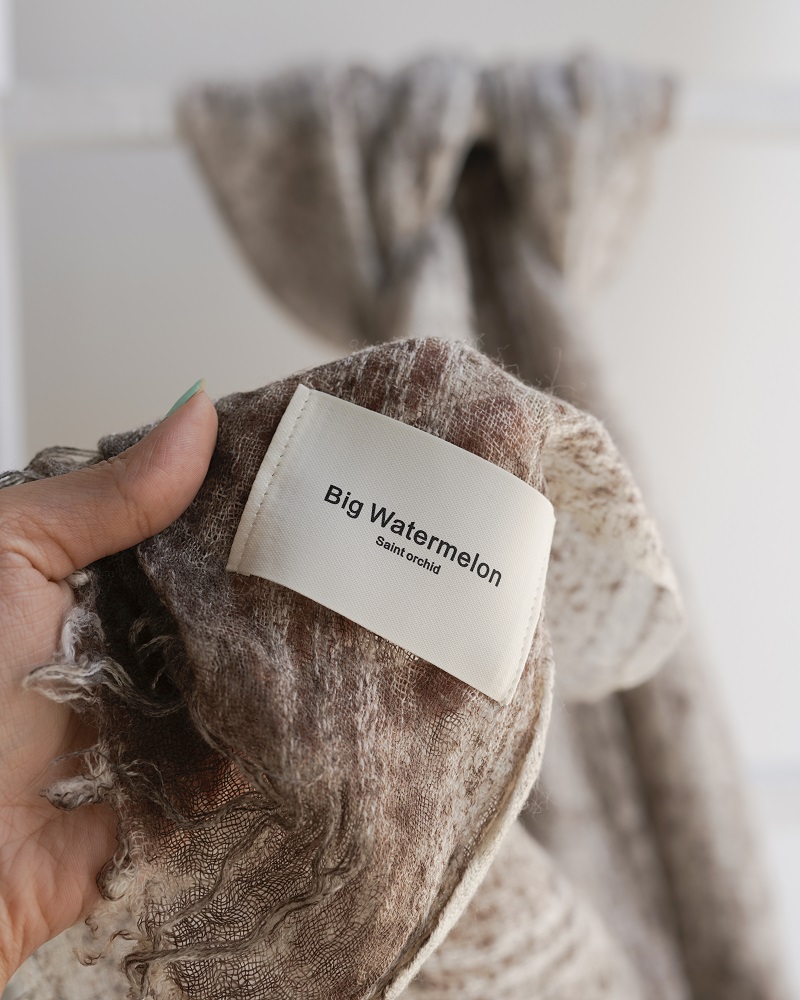 Big Watermelon
Saint orchid